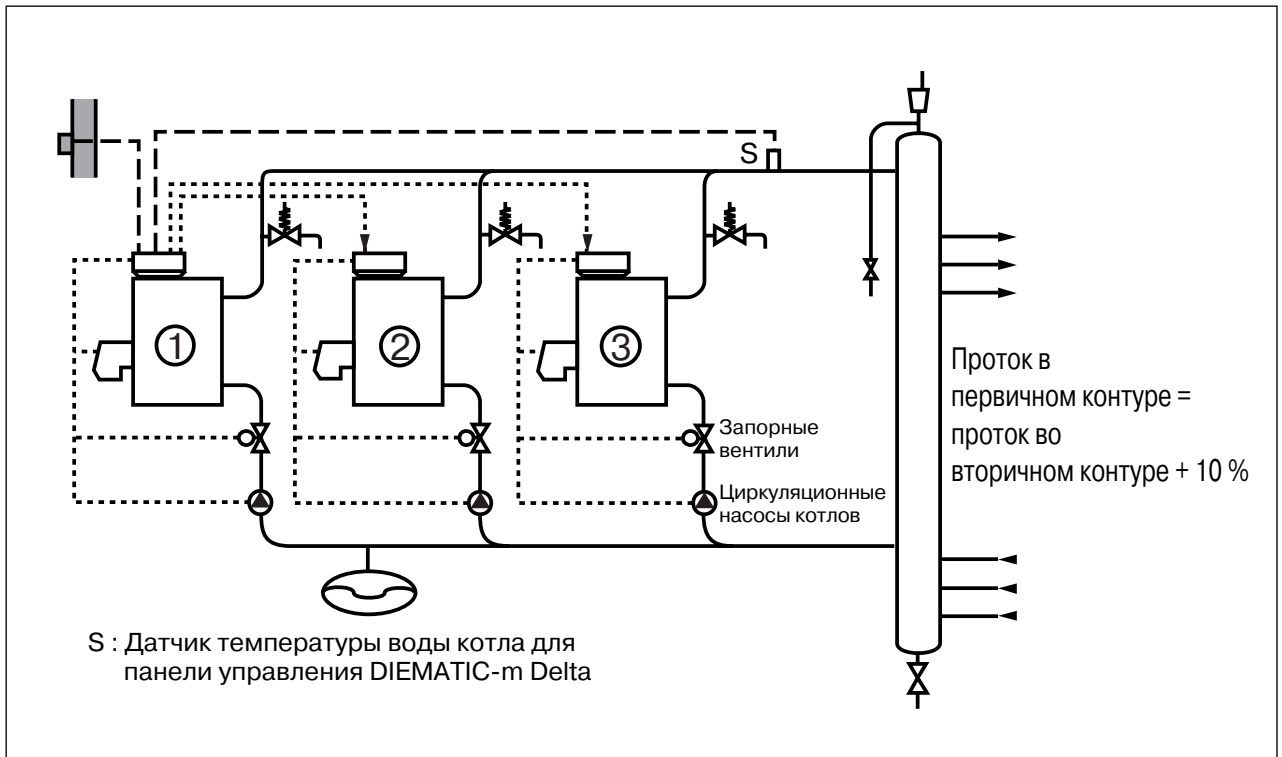 S
1
2
3
Запорные
вентили
Циркуляционные
насосы котлов
Проток в
первичном контуре =
проток во
вторичном контуре + 10 %
S : Датчик температуры воды котла для
панели управления DIEMATIC-m Delta